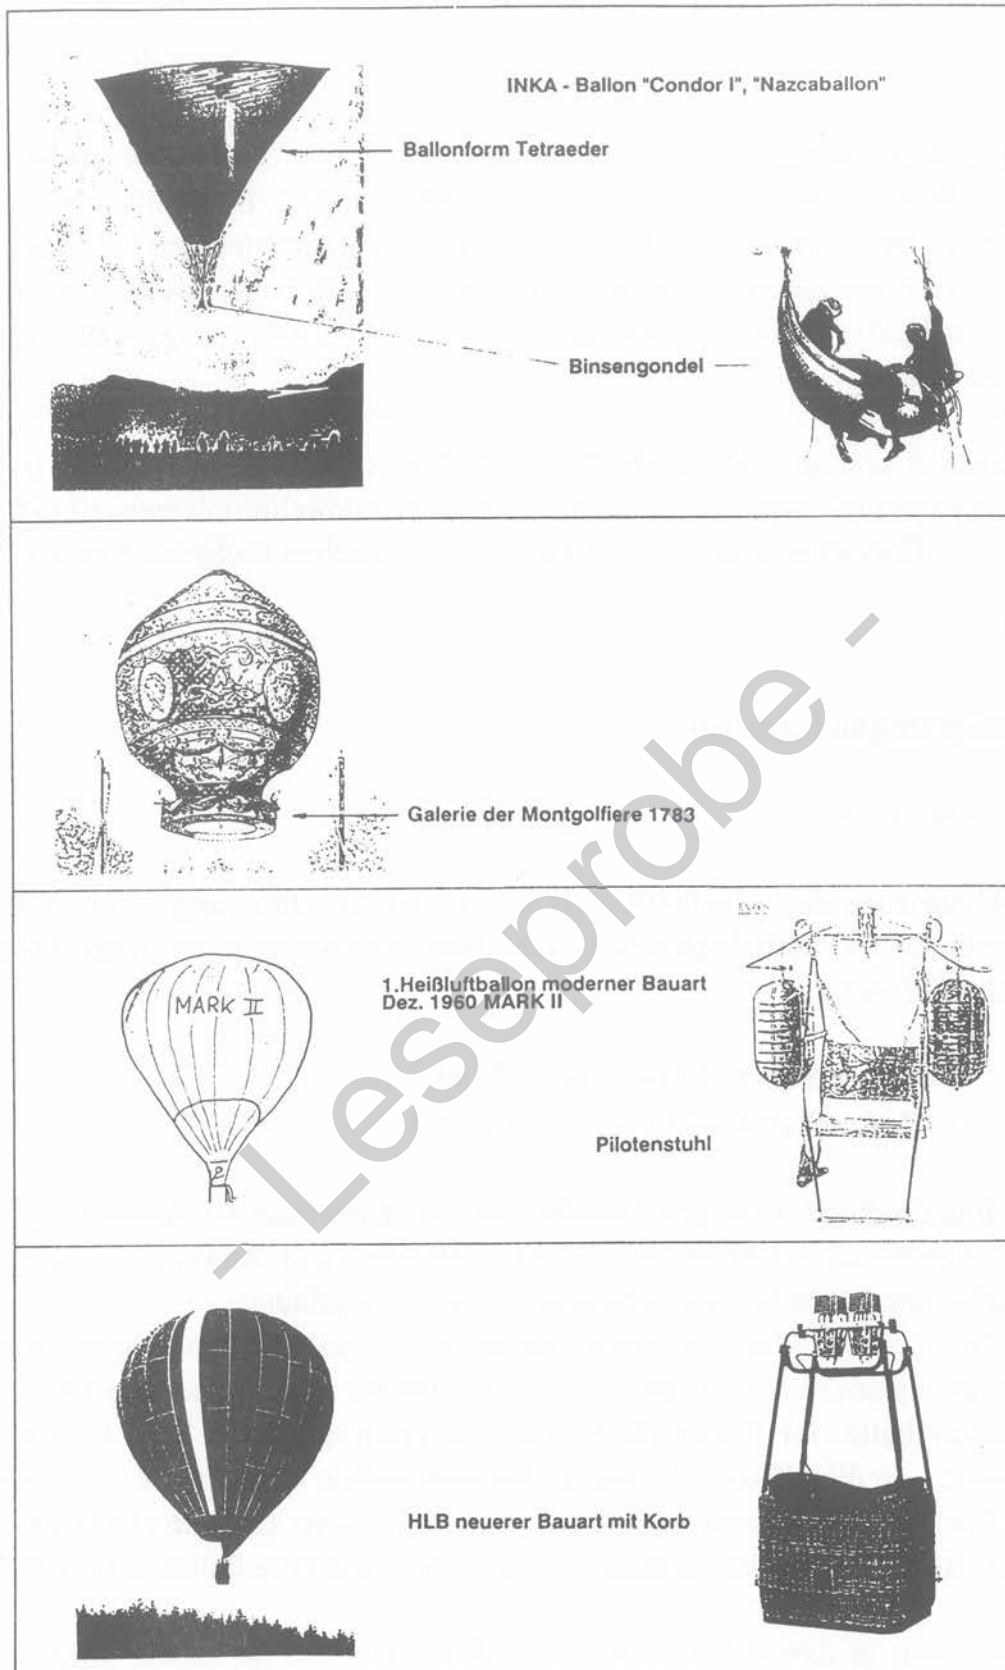 INKA - Ballon "Condor I", "Nazcaballon"
Ballonform Tetraeder
Binsengondel
Galerie der Montgolfiere 1783
1.Heißluftballon moderner Bauart
Dez. 1960 MARK II
MARK II
Pilotenstuhl
HLB neuerer Bauart mit Korb
- Leseprobe -